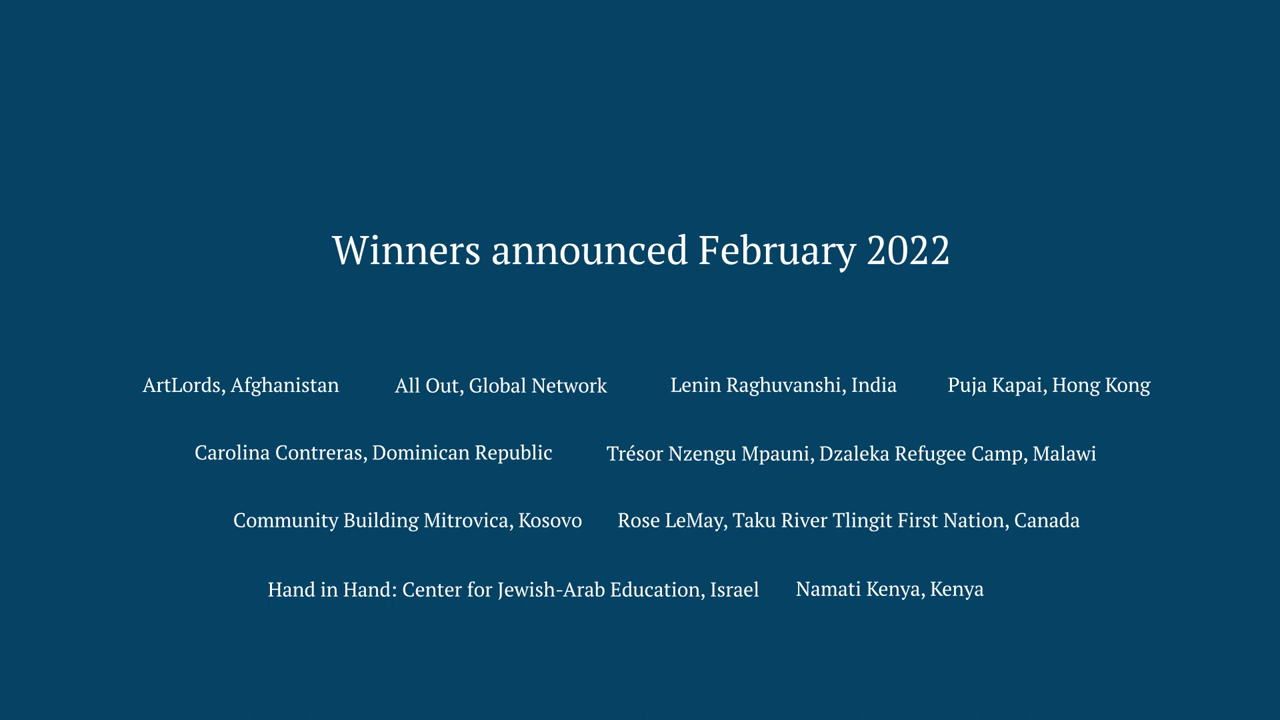 Winners announced February 2022
ArtLords, Afghanistan All Out, Global Network Lenin Raghuvanshi, India Puja Kapai, Hong Kong
Carolina Contreras, Dominican Republic Trésor Nzengu Mpauni, Dzaleka Refugee Camp, Malawi
Community Building Mitrovica, Kosovo Rose LeMay, Taku River Tlingit First Nation, Canada
Hand in Hand: Center for Jewish-Arab Education, Israel Namati Kenya, Kenya